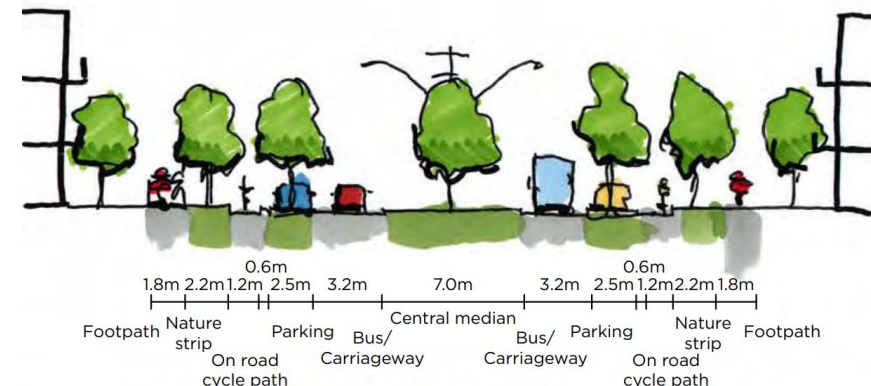 0.6m 0.6m
1.8m 2.2m 1.2m 2.5m 3.2m 7.0m 3.2m 2.5m 1.2m 2.2m 1.8m
Footpath
Nature
strip
On road
cycle path
Parking
Bus/
Carriageway
Central median
Bus/
Carriageway
Parking
On road
cycle path
Nature
strip
Footpath